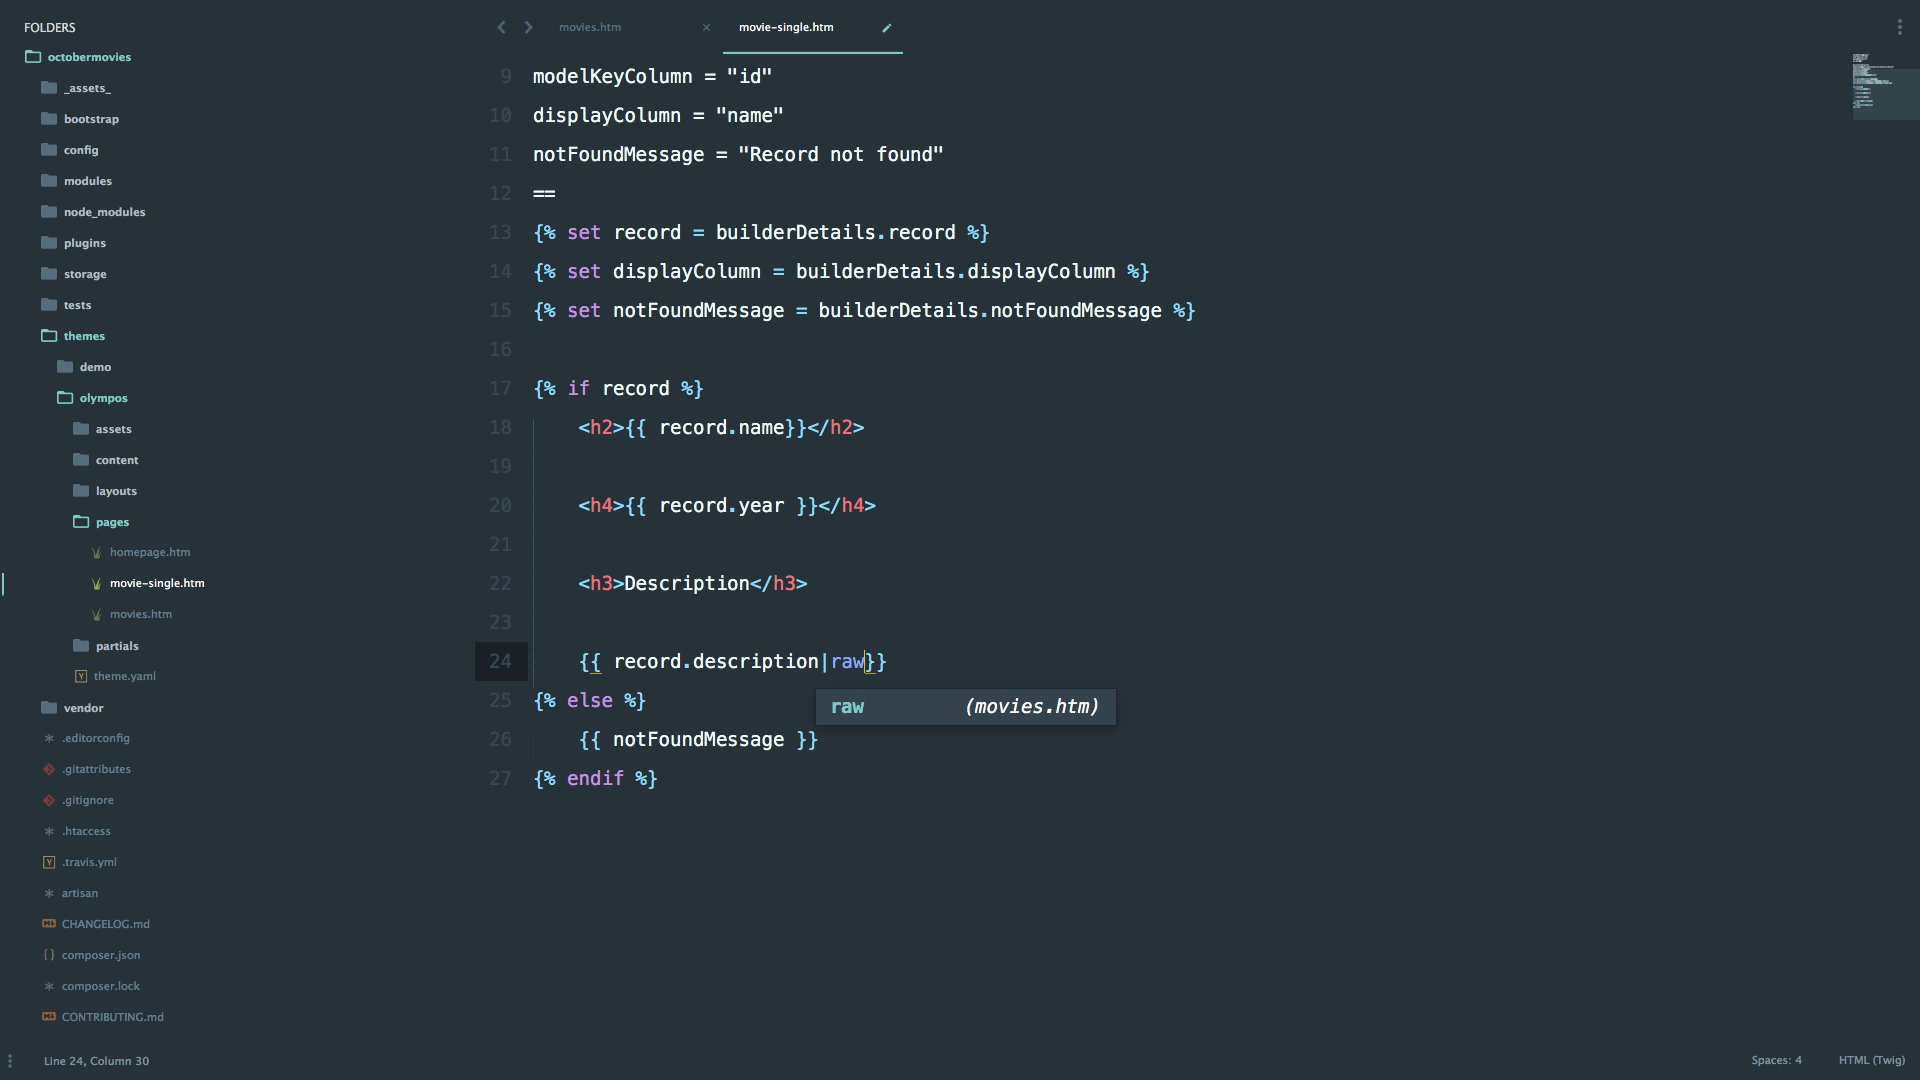 FOLDERS
octobermovies
_assets_
bootstrap
config
modules
node_modules
plugins
storage
tests
themes
demo
olympos
assets
content
layouts
pages
homepage.htm
movie-single.htm
movies.htm
partials
theme.yaml
vendor
.editorconfig
.gitattributes
.gitignore
.htaccess
.travis.yml
artisan
CHANGELOG.md
composer.json
composer.lock
CONTRIBUTING.md
movies.htm
movie-single.htm
9 modelKeyColumn = "id"
10 displayColumn = "name"
11 notFoundMessage = "Record not found"
12 ==
13 {% set record = builderDetails.record %}
14 {% set displayColumn = builderDetails.displayColumn %}
15 {% set notFoundMessage = builderDetails.notFoundMessage %}
16
17 {% if record %}
18 <h2>{{ record.name}}</h2>
19
20 <h4>{{ record.year }}</h4>
21
22 <h3>Description</h3>
23
24 {{ record.description|raw}}
25 {% else %}
raw (movies.htm)
26 {{ notFoundMessage }}
27 {% endif %}
Line 24, Column 30
Spaces: 4
HTML (Twig)